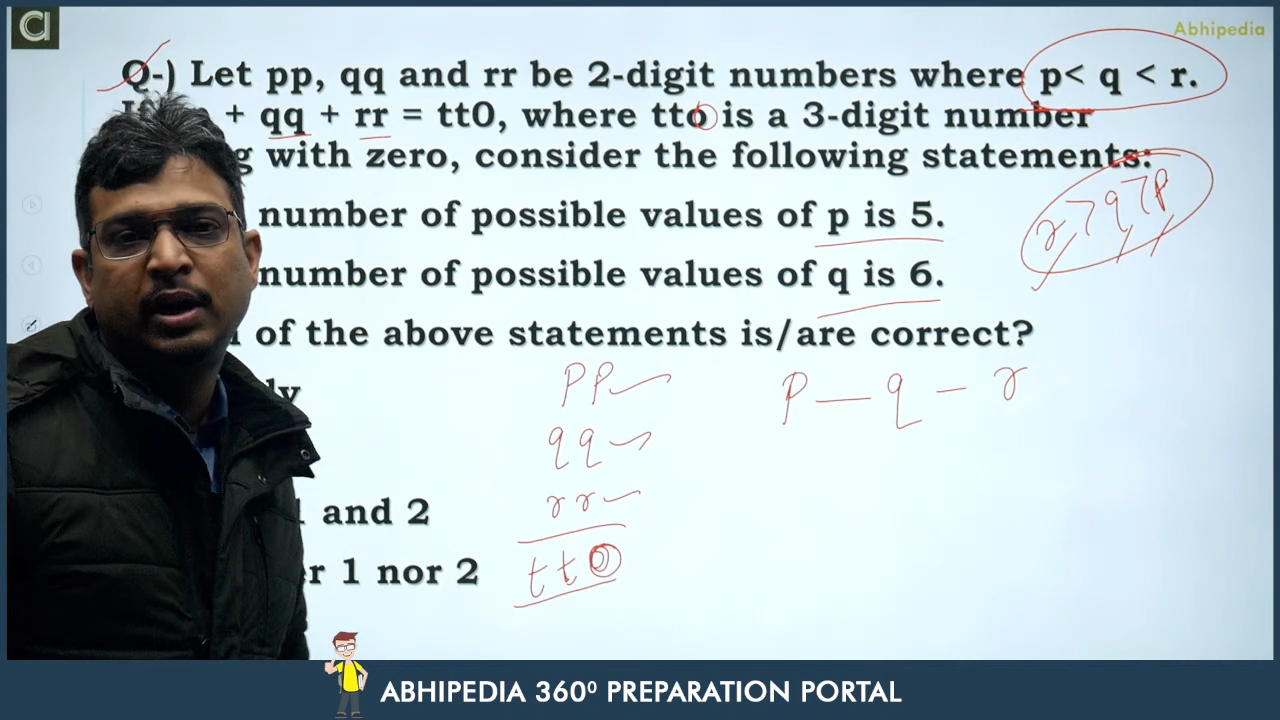 Abhipedia
Q-) Let pp, qq and rr be 2-digit numbers where p< q < r.
+ qq + rr = tt0, where tto is a 3-digit number
with zero, consider the following statements:
r > q > p
number of possible values of p is 5.
number of possible values of q is 6.
of the above statements is/are correct?
pp
p — q — r
qq
rr
1 and 2
tt0
1 nor 2
ABHIPEDIA 360⁰ PREPARATION PORTAL